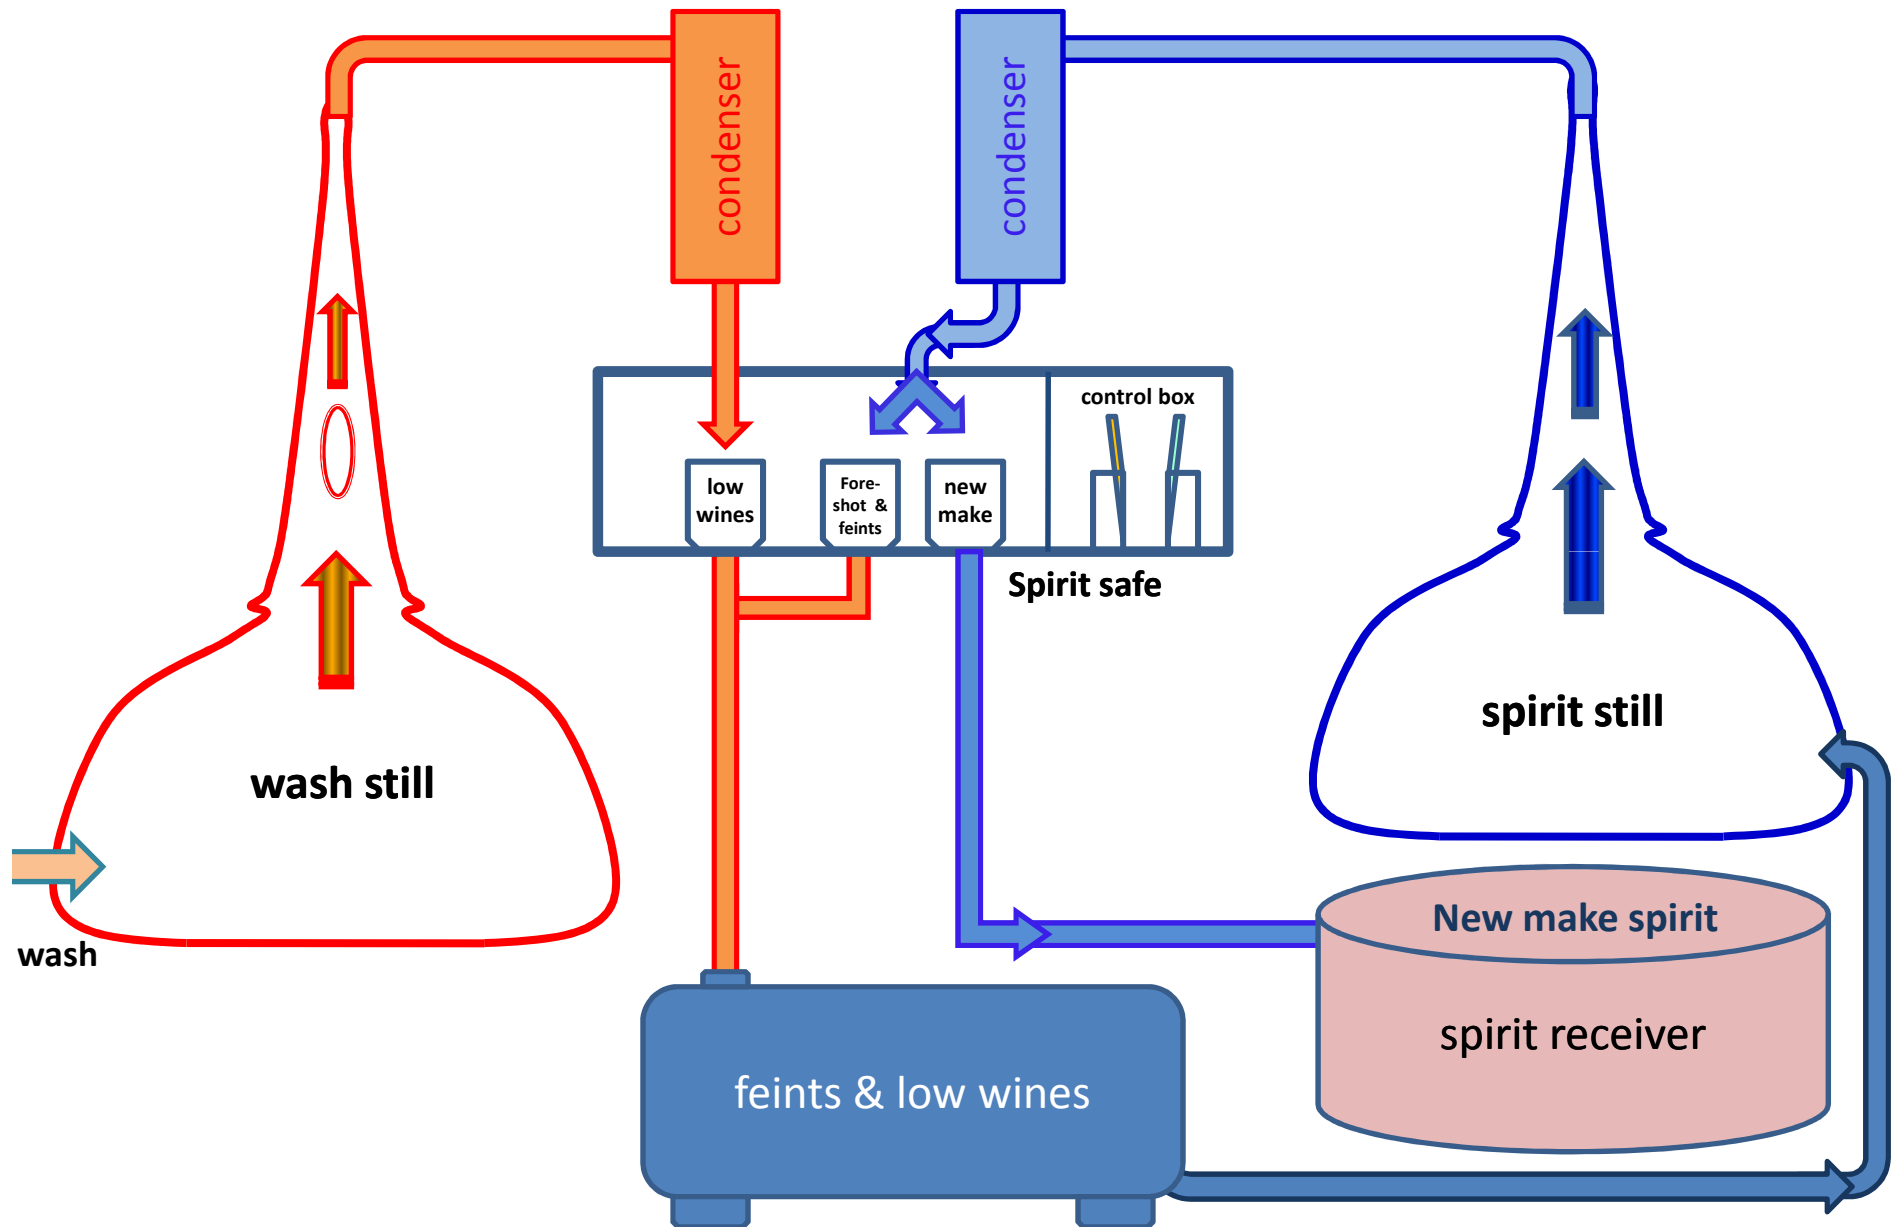 condenser
condenser
control box
low
wines
Fore-
shot & 
feints
new
make
Spirit safe
wash still
spirit still
wash
New make spirit
spirit receiver
feints & low wines